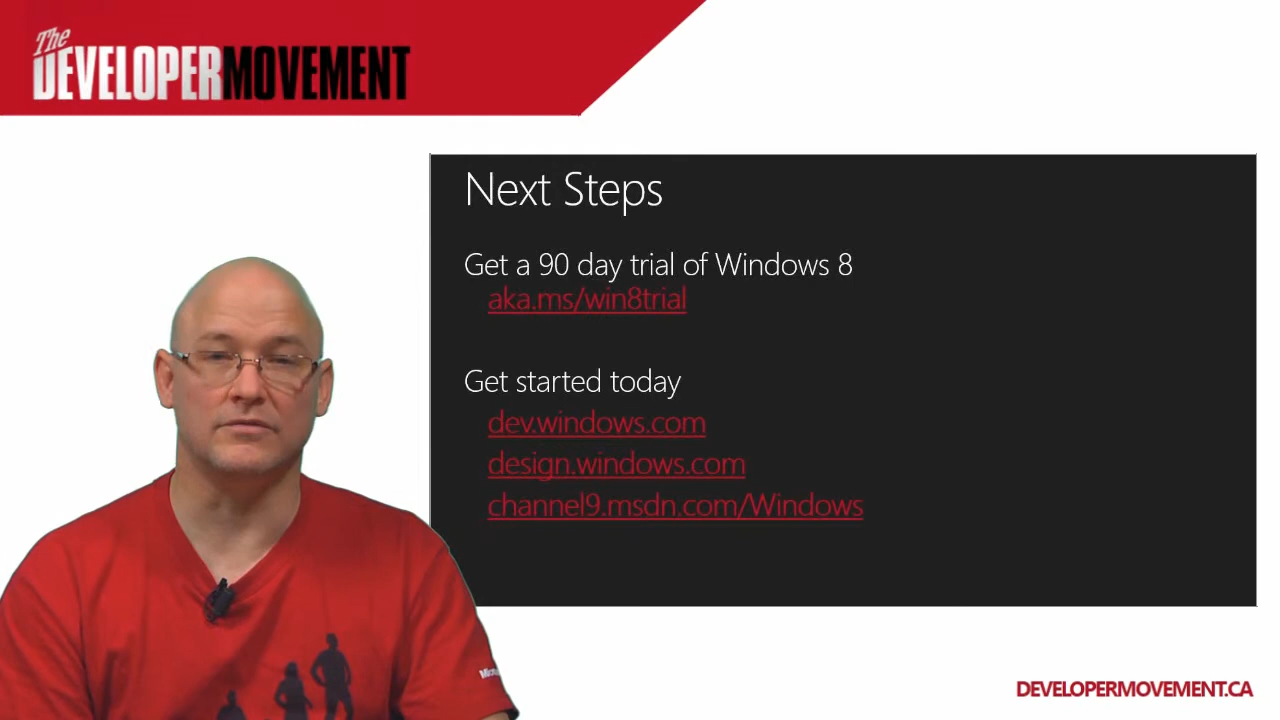 The
DEVELOPERMOVEMENT
Next Steps
Get a 90 day trial of Windows 8
aka.ms/win8trial
Get started today
dev.windows.com
design.windows.com
channel9.msdn.com/Windows
DEVELOPERMOVEMENT.CA